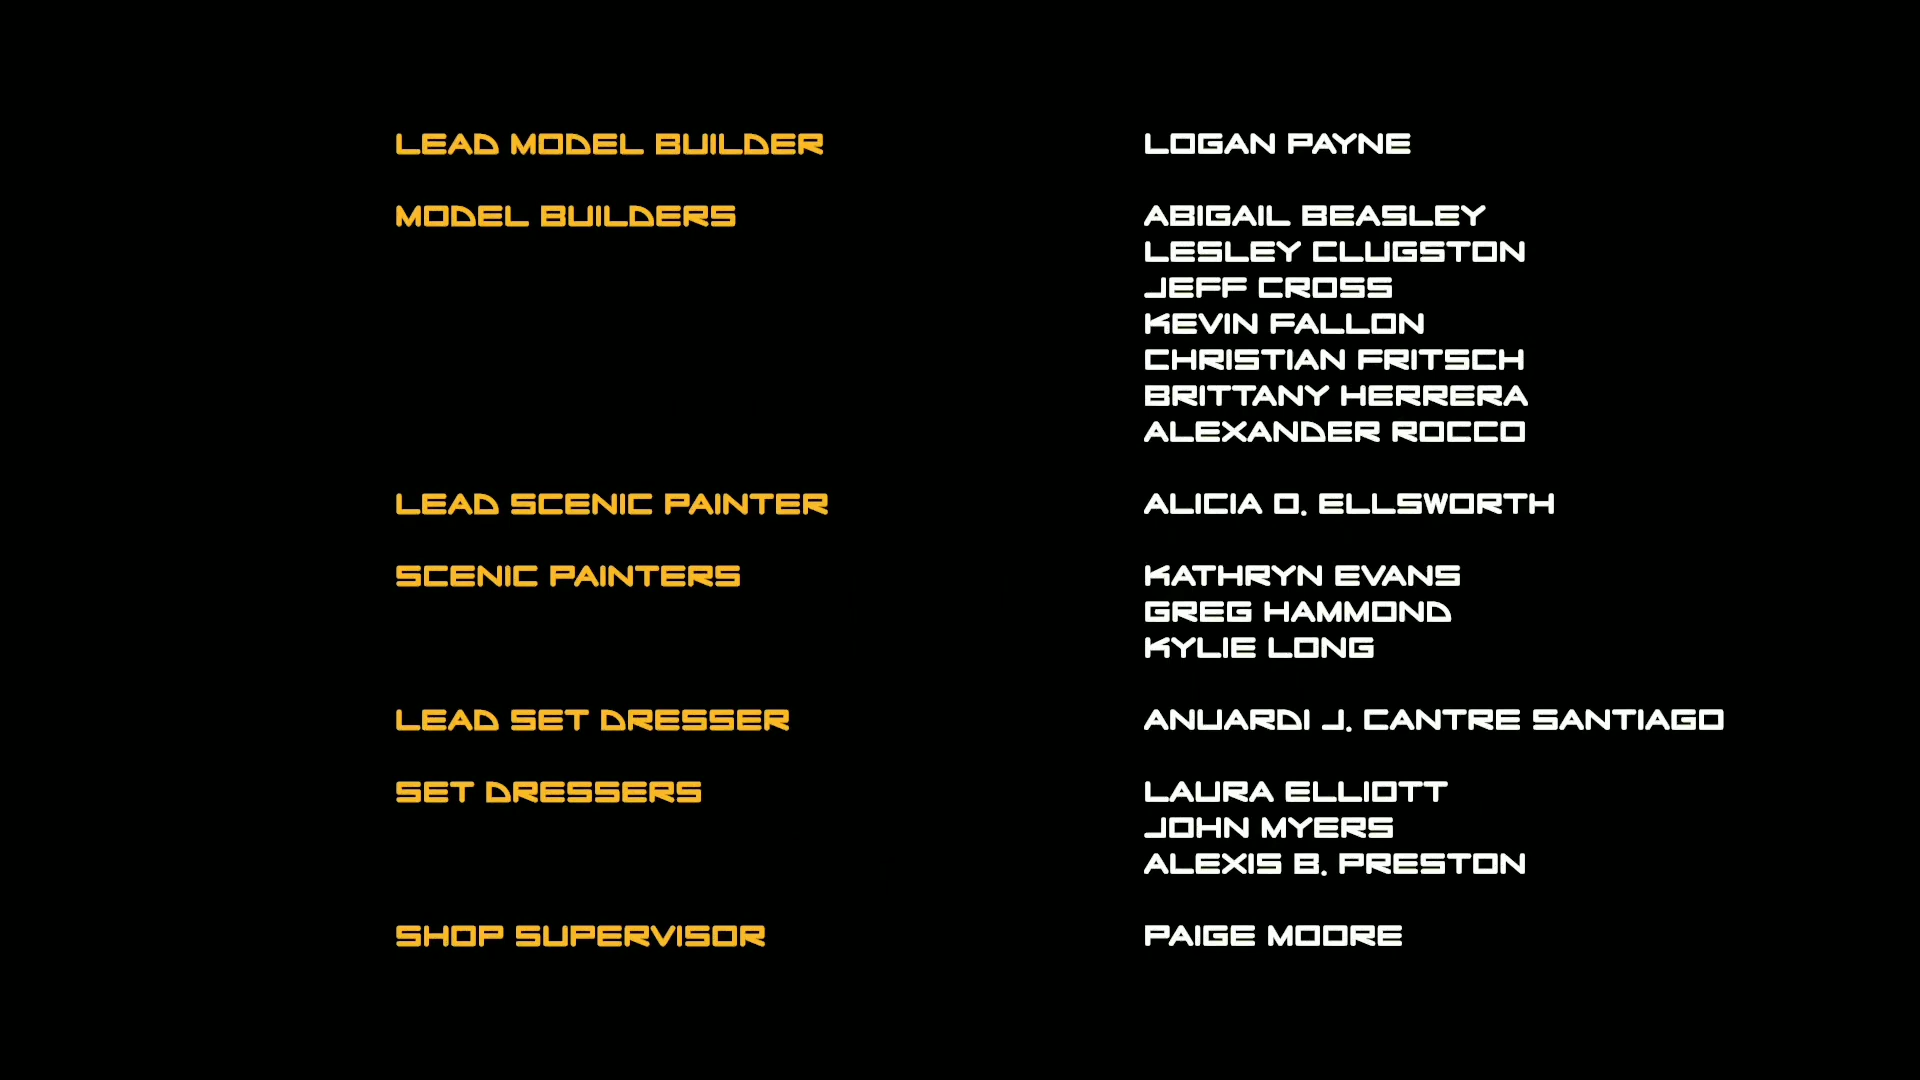 LEAD MODEL BUILDER LOGAN PAYNE
MODEL BUILDERS ABIGAIL BEASLEY
LESLEY CLUGSTON
JEFF CROSS
KEVIN FALLON
CHRISTIAN FRITSCH
BRITTANY HERRERA
ALEXANDER ROCCO
LEAD SCENIC PAINTER ALICIA O. ELLSWORTH
SCENIC PAINTERS KATHRYN EVANS
GREG HAMMOND
KYLIE LONG
LEAD SET DRESSER ANUARDI J. CANTRE SANTIAGO
SET DRESSERS LAURA ELLIOTT
JOHN MYERS
ALEXIS B. PRESTON
SHOP SUPERVISOR PAIGE MOORE